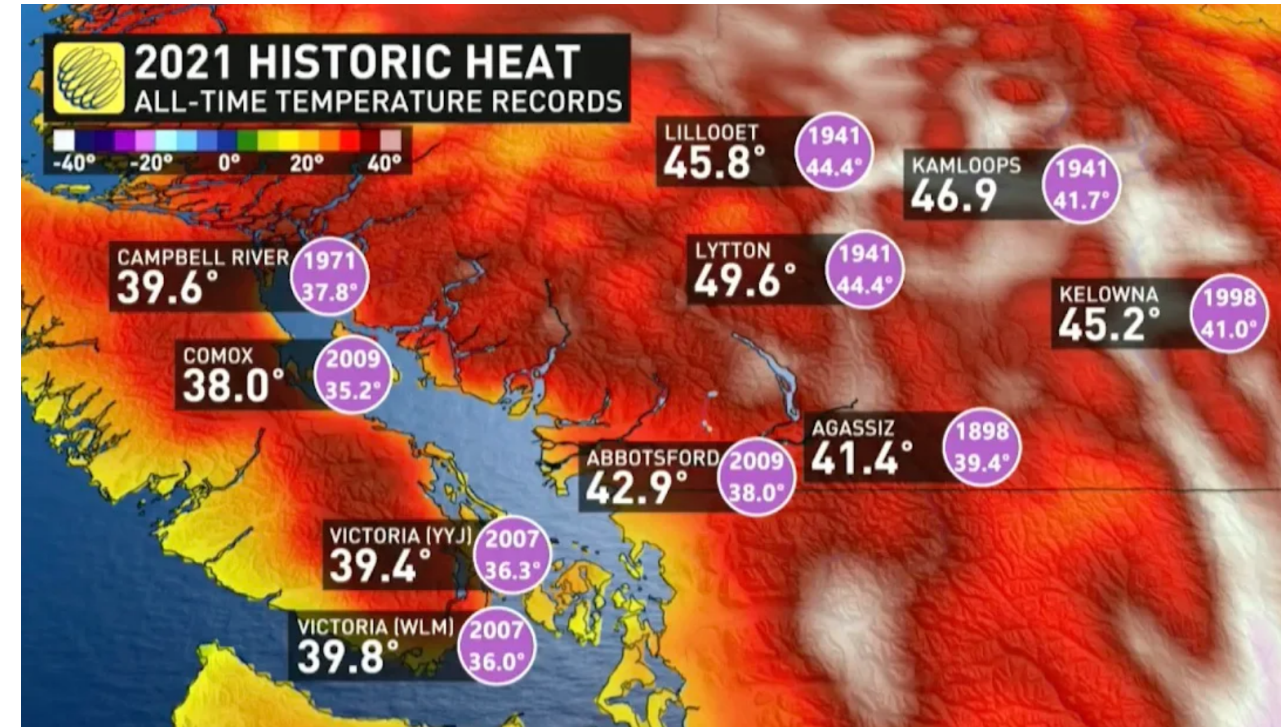 2021 HISTORIC HEAT
ALL-TIME TEMPERATURE RECORDS
-40° -20° 0° 20° 40°
LILLOOET
45.8°
1941
44.4°
KAMLOOPS
46.9
1941
41.7°
CAMPBELL RIVER
39.6°
1971
37.8°
LYTTON
49.6°
1941
44.4°
KELOWNA
45.2°
1998
41.0°
COMOX
38.0°
2009
35.2°
ABBOTSFORD
42.9°
2009
38.0°
AGASSIZ
41.4°
1898
39.4°
VICTORIA (YYJ)
39.4°
2007
36.3°
VICTORIA (WLM)
39.8°
2007
36.0°